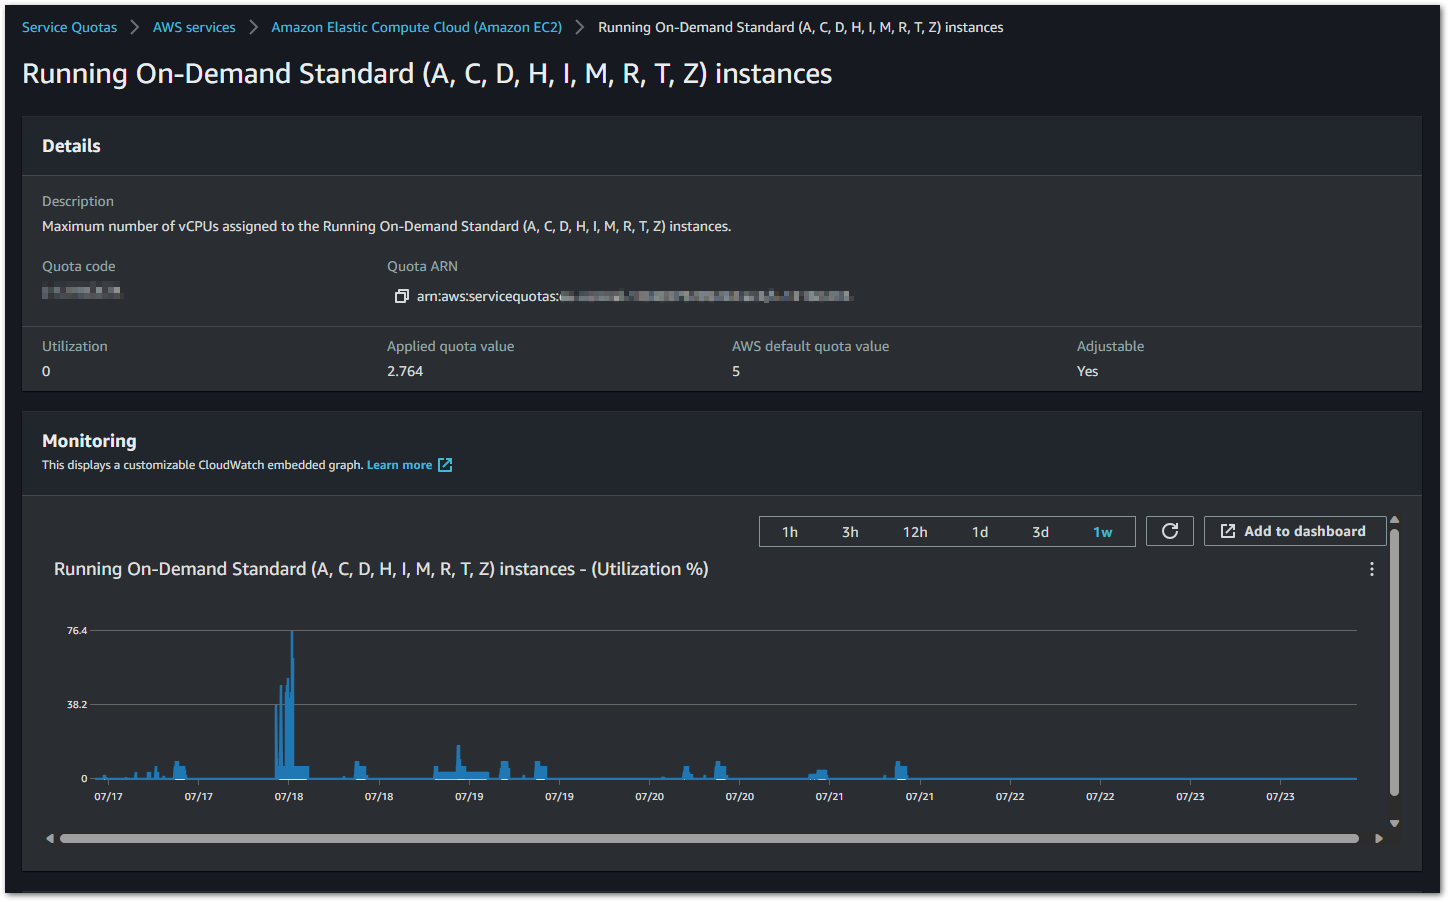 Service Quotas > AWS services > Amazon Elastic Compute Cloud (Amazon EC2) > Running On-Demand Standard (A, C, D, H, I, M, R, T, Z) instances
Running On-Demand Standard (A, C, D, H, I, M, R, T, Z) instances
Details
Description
Maximum number of vCPUs assigned to the Running On-Demand Standard (A, C, D, H, I, M, R, T, Z) instances.
Quota code Quota ARN
arn:aws:servicequotas:
Utilization Applied quota value AWS default quota value Adjustable
0 2.764 5 Yes
Monitoring
This displays a customizable CloudWatch embedded graph. Learn more
1h 3h 12h 1d 3d 1w Add to dashboard
Running On-Demand Standard (A, C, D, H, I, M, R, T, Z) instances - (Utilization %)
76.4
38.2
0
07/17 07/17 07/18 07/18 07/19 07/19 07/20 07/20 07/21 07/21 07/22 07/22 07/23 07/23